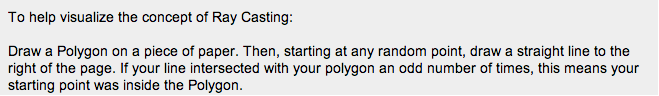 To help visualize the concept of Ray Casting:
Draw a Polygon on a piece of paper. Then, starting at any random point, draw a straight line to the
right of the page. If your line intersected with your polygon an odd number of times, this means your
starting point was inside the Polygon.